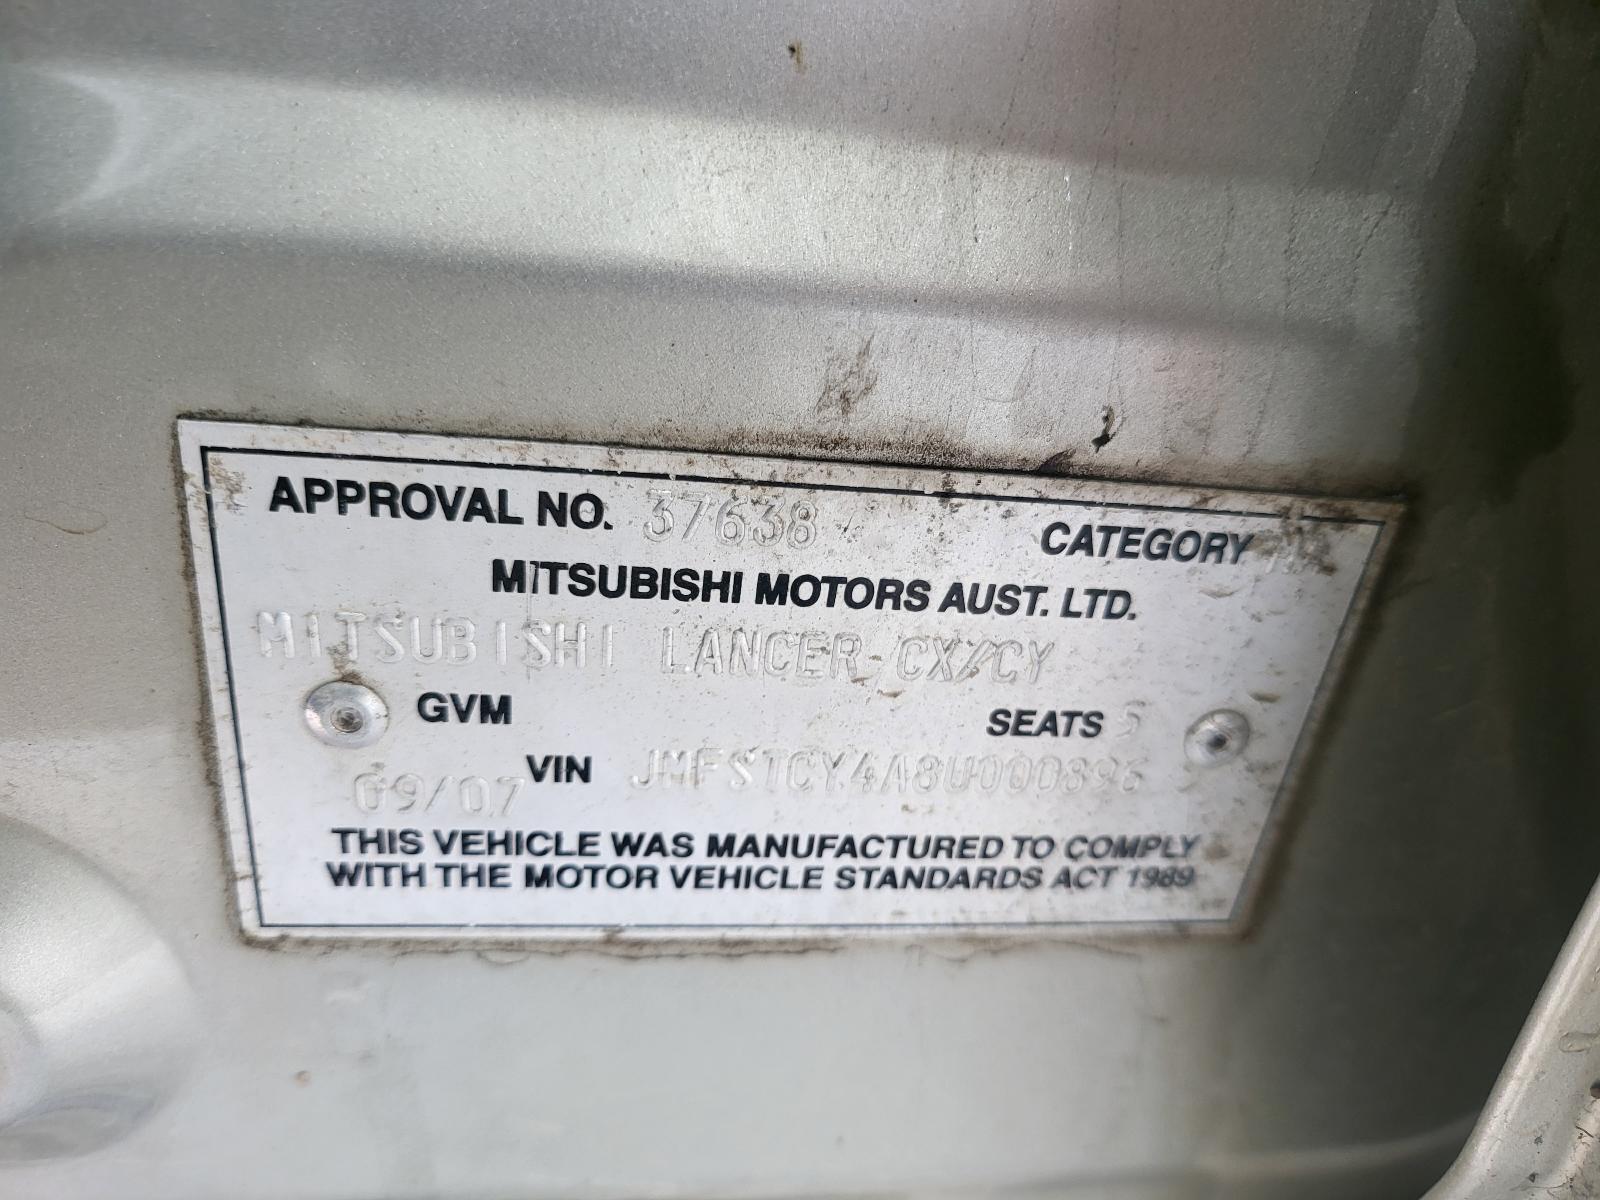 APPROVAL NO. 37638 CATEGORY
MITSUBISHI MOTORS AUST. LTD.
MITSUBISHI LANCER CX/CY
GVM SEATS 5
09/07 VIN JMFSTCY4A8U000896
THIS VEHICLE WAS MANUFACTURED TO COMPLY
WITH THE MOTOR VEHICLE STANDARDS ACT 1989